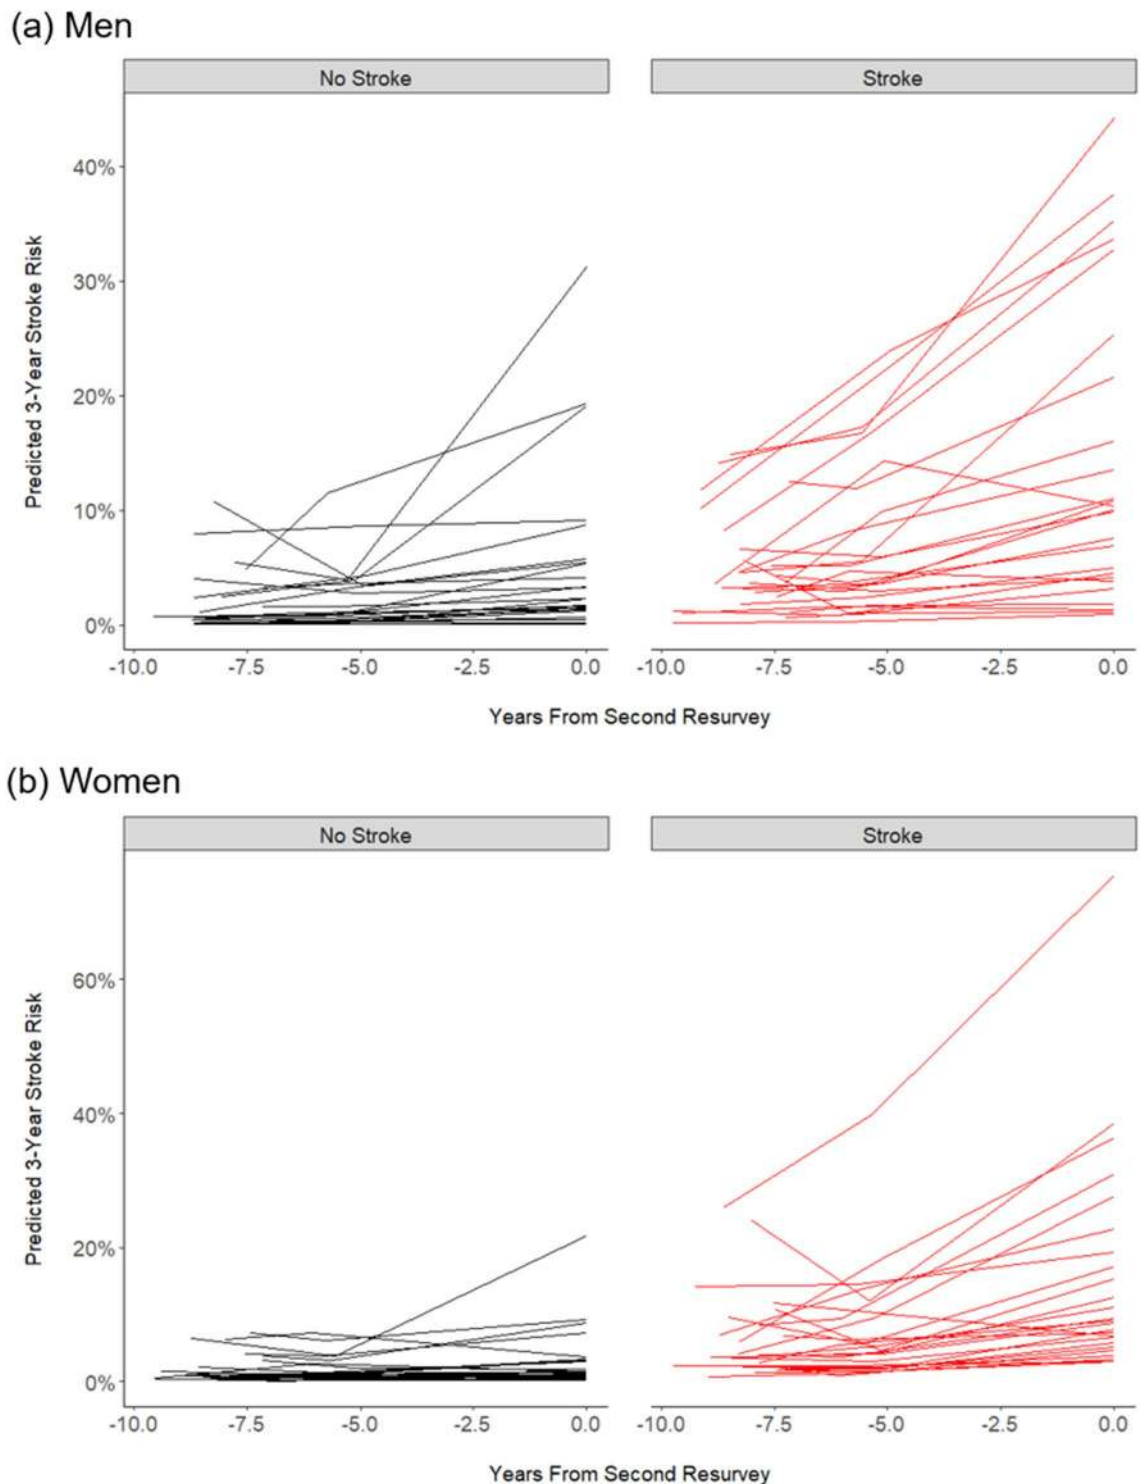 (a) Men
No Stroke Stroke
Predicted 3-Year Stroke Risk
40%
30%
20%
10%
0%
-10.0 -7.5 -5.0 -2.5 0.0 -10.0 -7.5 -5.0 -2.5 0.0
Years From Second Resurvey
(b) Women
No Stroke Stroke
Predicted 3-Year Stroke Risk
60%
40%
20%
0%
-10.0 -7.5 -5.0 -2.5 0.0 -10.0 -7.5 -5.0 -2.5 0.0
Years From Second Resurvey